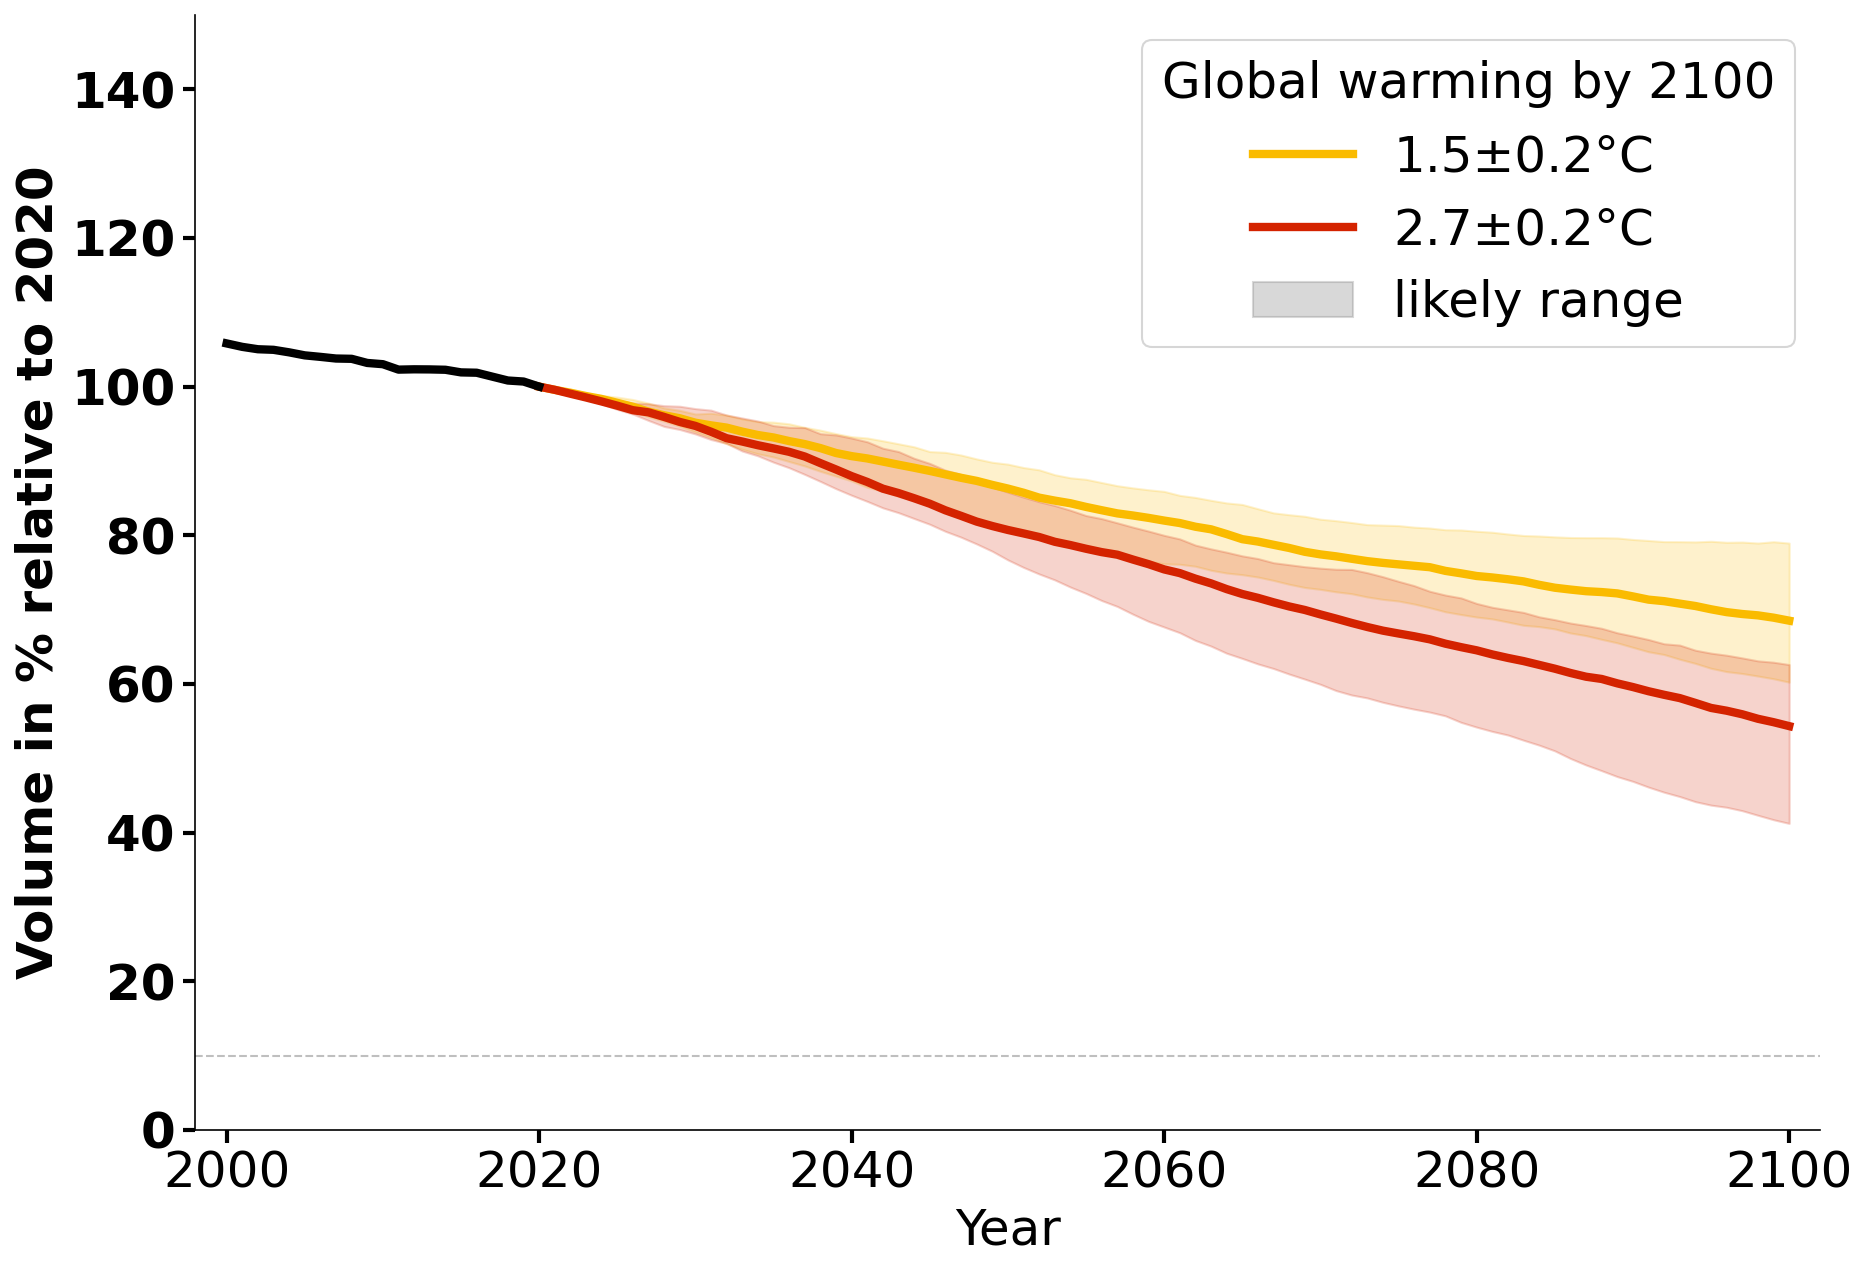 Global warming by 2100
1.5±0.2°C
2.7±0.2°C
likely range
Volume in % relative to 2020
140
120
100
80
60
40
20
0
2000 2020 2040 2060 2080 2100
Year